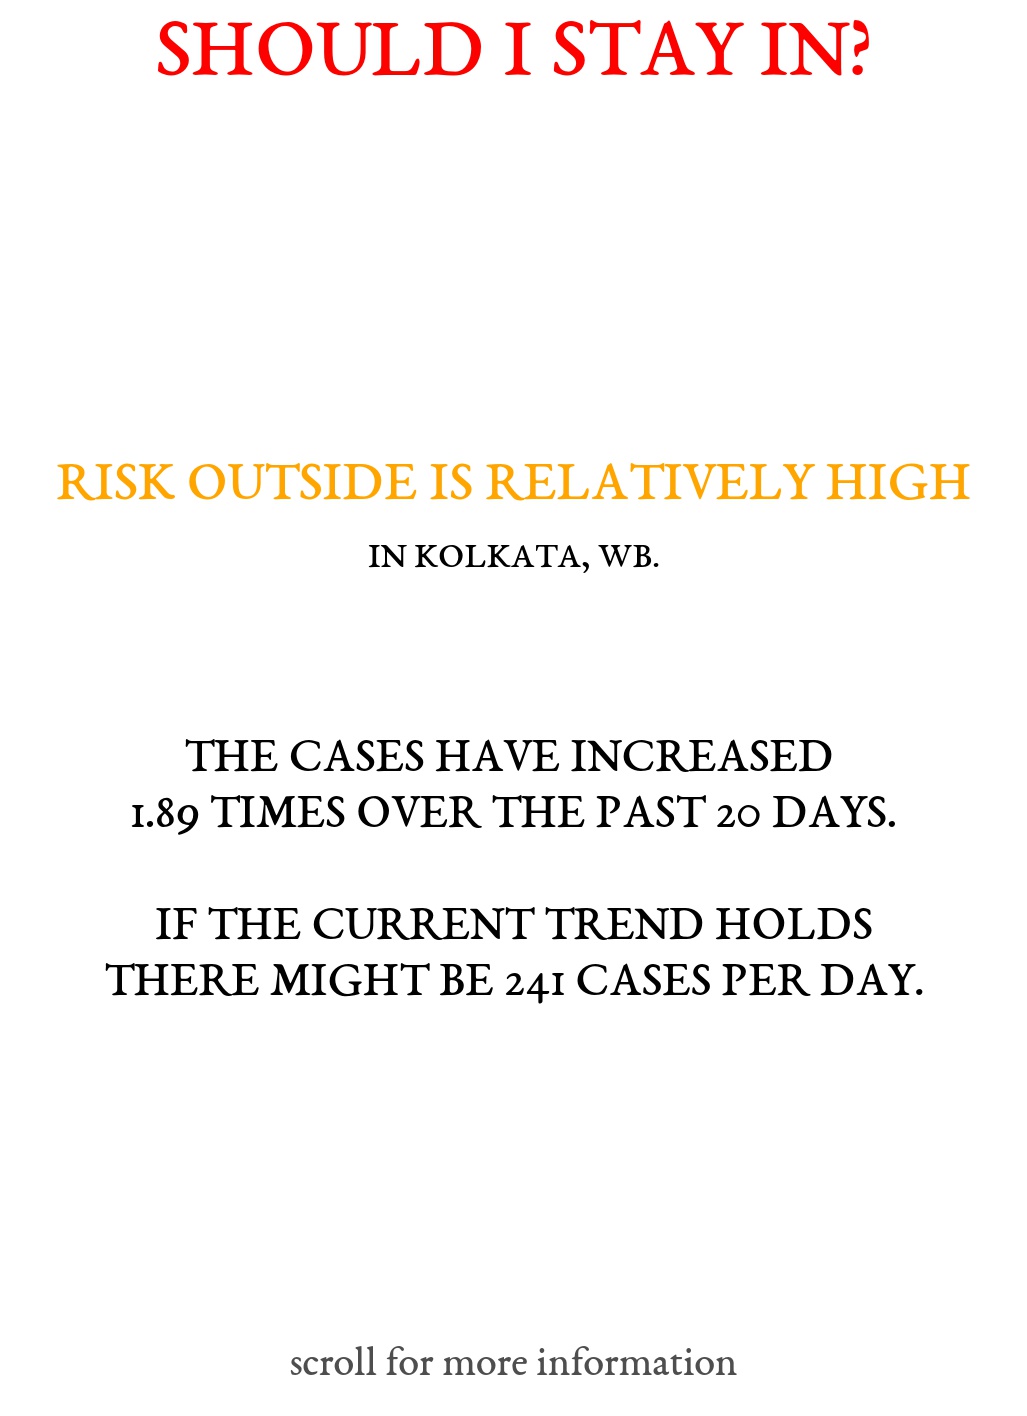 SHOULD I STAY IN?
RISK OUTSIDE IS RELATIVELY HIGH
IN KOLKATA, WB.
THE CASES HAVE INCREASED
1.89 TIMES OVER THE PAST 20 DAYS.
IF THE CURRENT TREND HOLDS
THERE MIGHT BE 241 CASES PER DAY.
scroll for more information